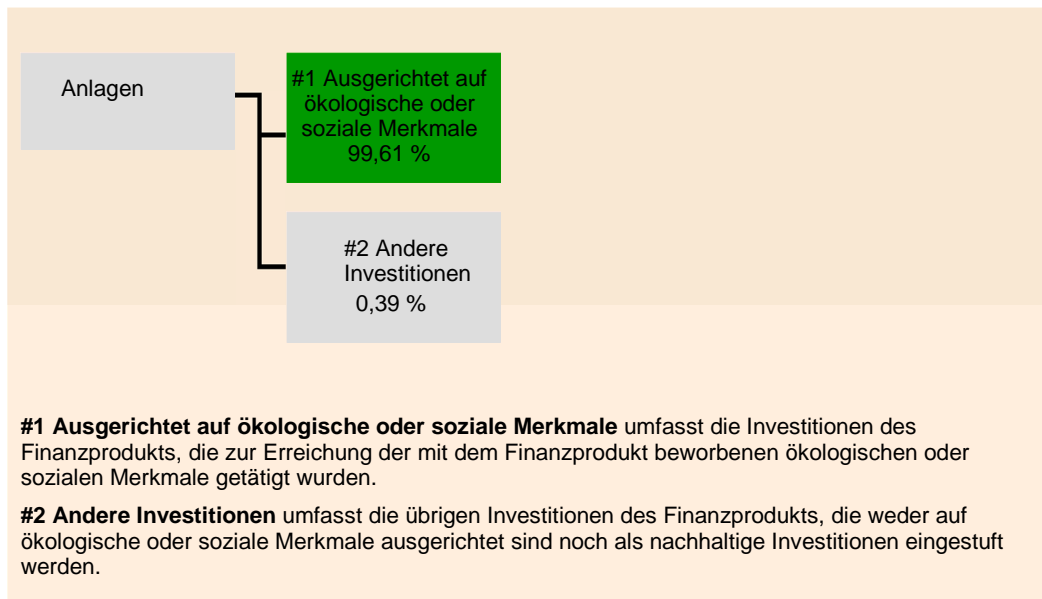 Anlagen
#1 Ausgerichtet auf
ökologische oder
soziale Merkmale
99,61 %
#2 Andere
Investitionen
0,39 %
#1 Ausgerichtet auf ökologische oder soziale Merkmale umfasst die Investitionen des
Finanzprodukts, die zur Erreichung der mit dem Finanzprodukt beworbenen ökologischen oder
sozialen Merkmale getätigt wurden.
#2 Andere Investitionen umfasst die übrigen Investitionen des Finanzprodukts, die weder auf
ökologische oder soziale Merkmale ausgerichtet sind noch als nachhaltige Investitionen eingestuft
werden.